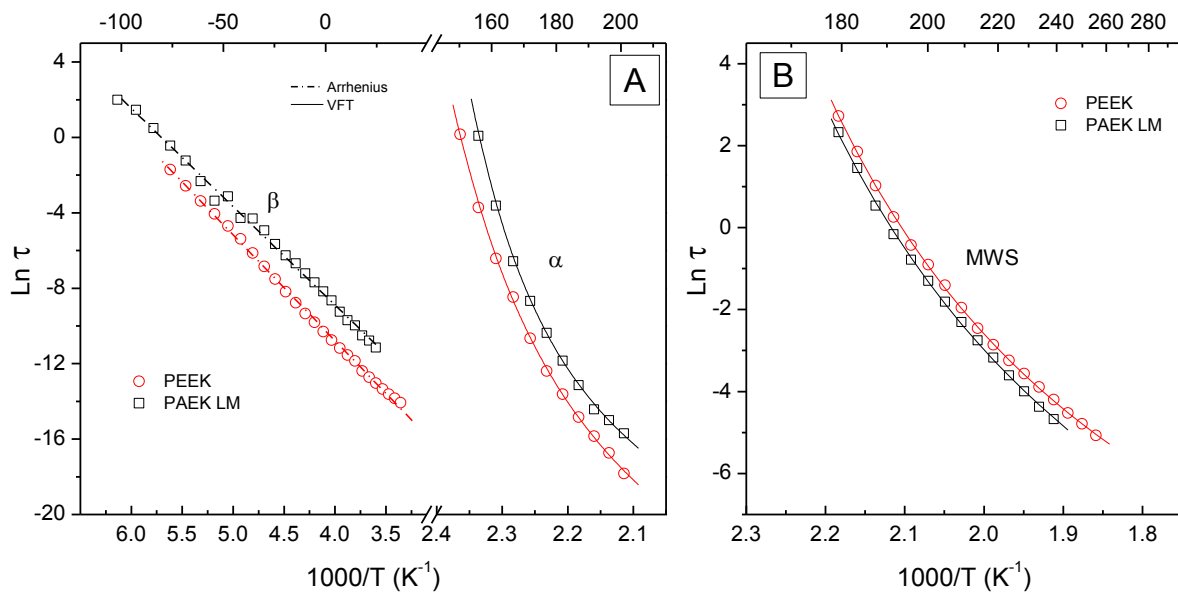 -100 -50 0 160 180 200
180 200 220 240 260 280
A
B
Arrhenius
VFT
PEEK
PAEK LM
β
α
MWS
PEEK
PAEK LM
4
0
-4
-8
-12
-16
-20
Ln τ
6.0 5.5 5.0 4.5 4.0 3.5 2.4 2.3 2.2 2.1
1000/T (K⁻¹)
4
2
0
-2
-4
-6
Ln τ
2.3 2.2 2.1 2.0 1.9 1.8
1000/T (K⁻¹)